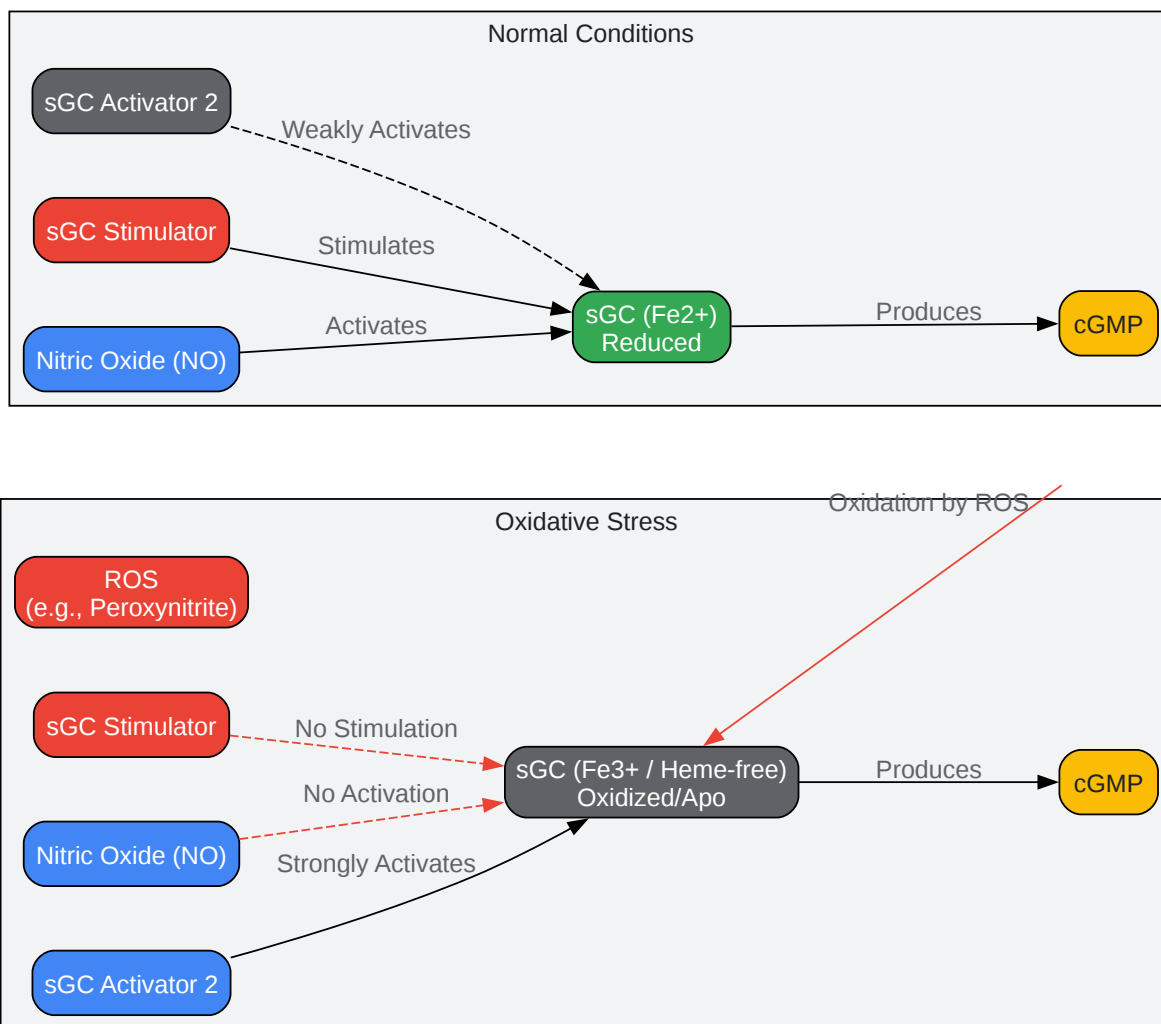 Normal Conditions
sGC Activator 2
Weakly Activates
sGC Stimulator
Stimulates
Nitric Oxide (NO)
Activates
sGC (Fe2+)
Reduced
Produces
cGMP
Oxidation by ROS
Oxidative Stress
ROS
(e.g., Peroxynitrite)
sGC Stimulator
No Stimulation
Nitric Oxide (NO)
No Activation
sGC Activator 2
Strongly Activates
sGC (Fe3+ / Heme-free)
Oxidized/Apo
Produces
cGMP